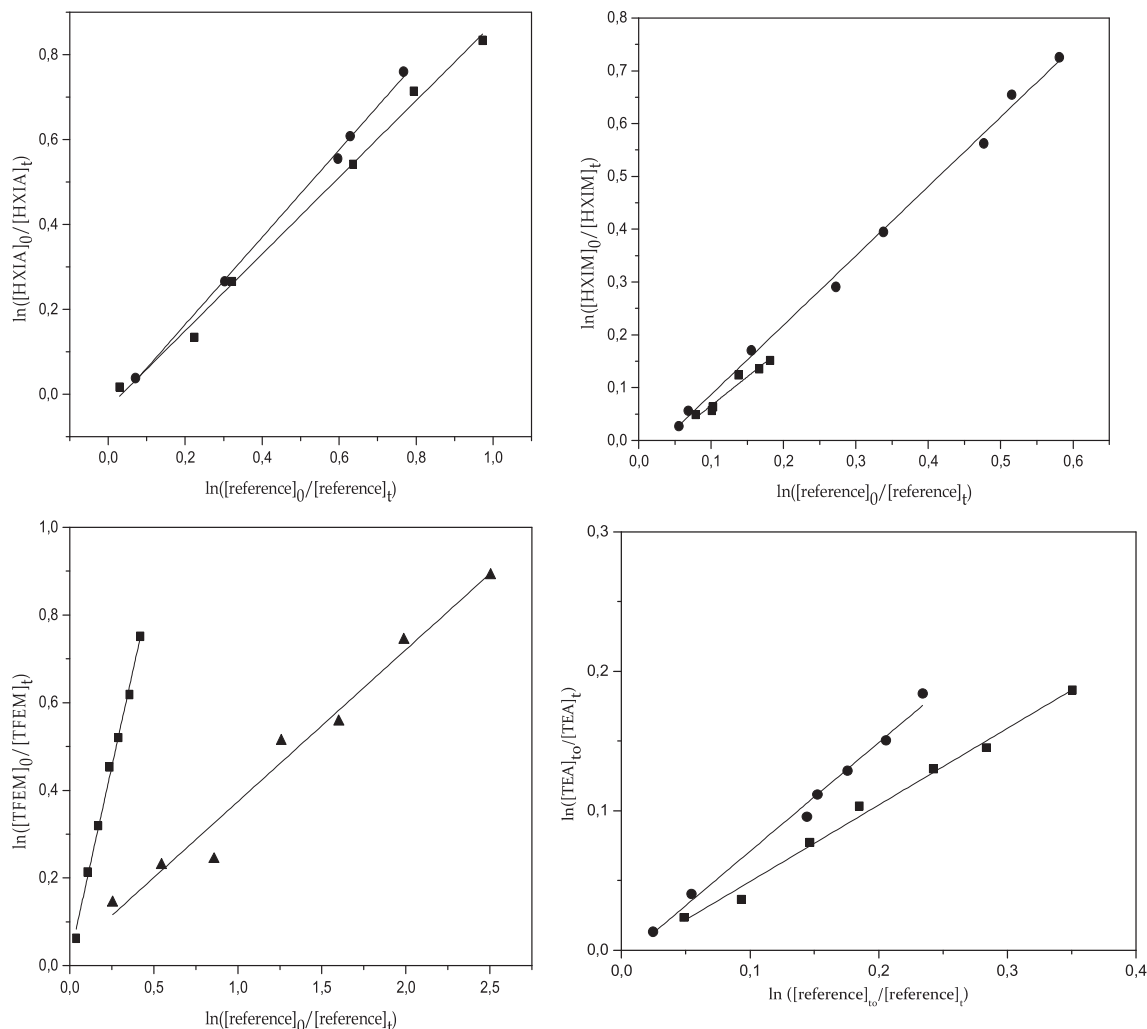 ln([HXIA]0/[HXIA]t)
0,8
0,6
0,4
0,2
0,0
0,0 0,2 0,4 0,6 0,8 1,0
ln([reference]0/[reference]t)
ln([HXIM]0/[HXIM]t)
0,8
0,7
0,6
0,5
0,4
0,3
0,2
0,1
0,0
0,0 0,1 0,2 0,3 0,4 0,5 0,6
ln([reference]0/[reference]t)
ln([TFEM]0/[TFEM]t)
1,0
0,8
0,6
0,4
0,2
0,0
0,0 0,5 1,0 1,5 2,0 2,5
ln([reference]0/[reference]t)
ln([TEA]to/[TEA]t)
0,3
0,2
0,1
0,0
0,0 0,1 0,2 0,3 0,4
ln ([reference]to/[reference]t)